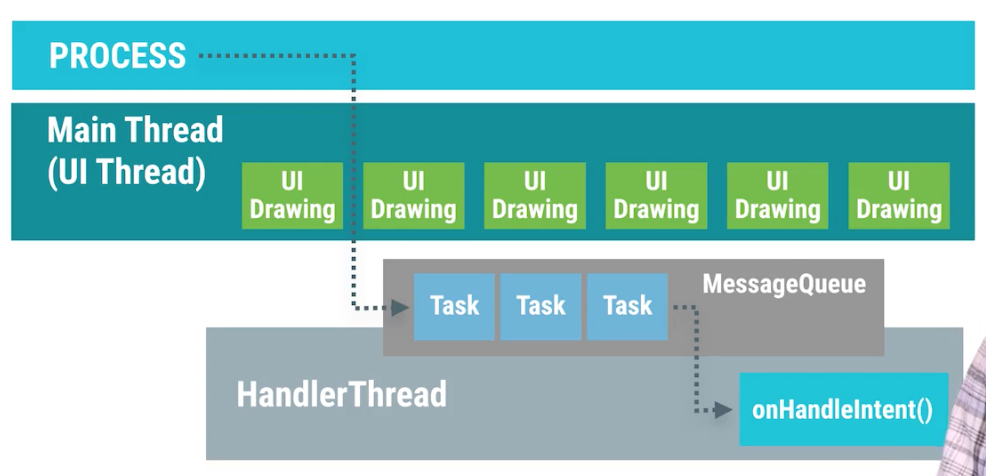 PROCESS
Main Thread
(UI Thread)
UI
Drawing
UI
Drawing
UI
Drawing
UI
Drawing
UI
Drawing
UI
Drawing
Task
Task
Task
MessageQueue
HandlerThread
onHandleIntent()